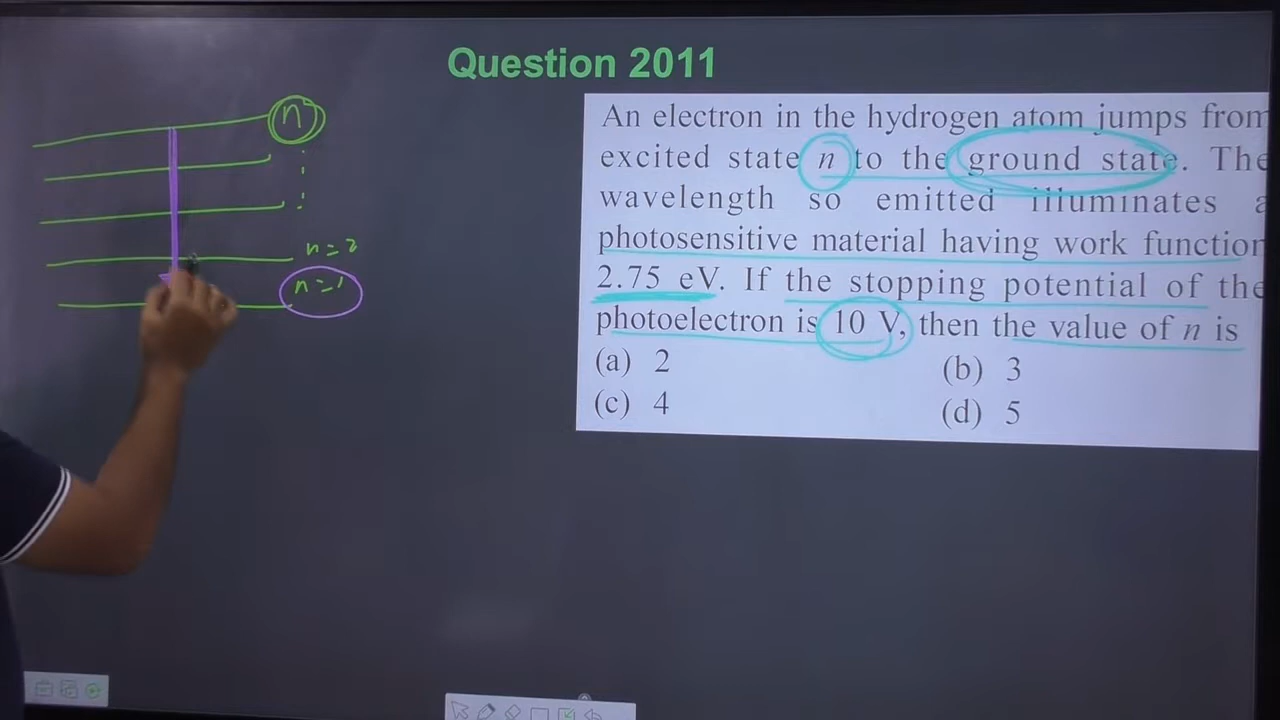 Question 2011
An electron in the hydrogen atom jumps from
excited state n to the ground state. The
wavelength so emitted illuminates a
photosensitive material having work function
2.75 eV. If the stopping potential of the
photoelectron is 10 V, then the value of n is
(a) 2 (b) 3
(c) 4 (d) 5
n
n = 2
n = 1